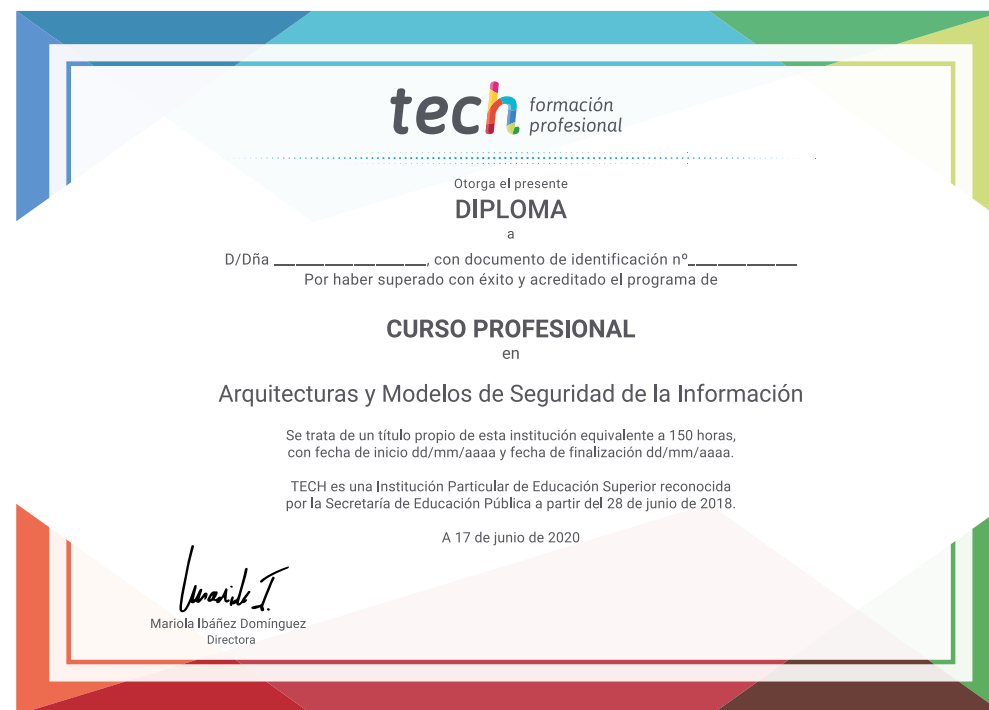 tech formación
profesional
Otorga el presente
DIPLOMA
a
D/Dña ______________, con documento de identificación nº__________
Por haber superado con éxito y acreditado el programa de
CURSO PROFESIONAL
en
Arquitecturas y Modelos de Seguridad de la Información
Se trata de un título propio de esta institución equivalente a 150 horas,
con fecha de inicio dd/mm/aaaa y fecha de finalización dd/mm/aaaa.
TECH es una Institución Particular de Educación Superior reconocida
por la Secretaría de Educación Pública a partir del 28 de junio de 2018.
A 17 de junio de 2020
Mariola Ibáñez Domínguez
Directora